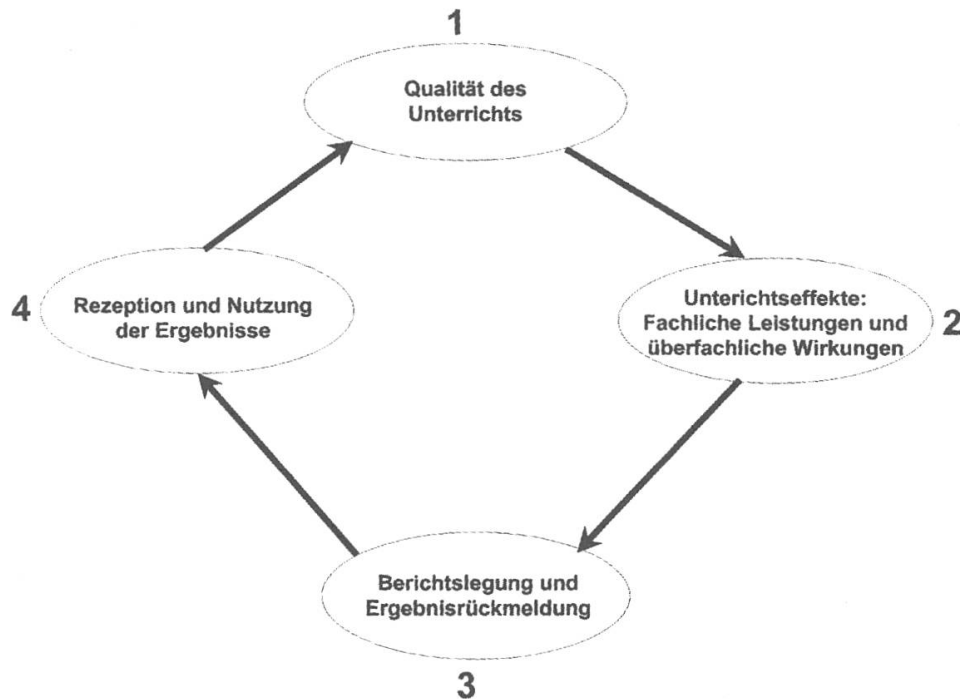 1
Qualität des
Unterrichts
2
Unterichtseffekte:
Fachliche Leistungen und
überfachliche Wirkungen
3
Berichtslegung und
Ergebnisrückmeldung
4
Rezeption und Nutzung
der Ergebnisse